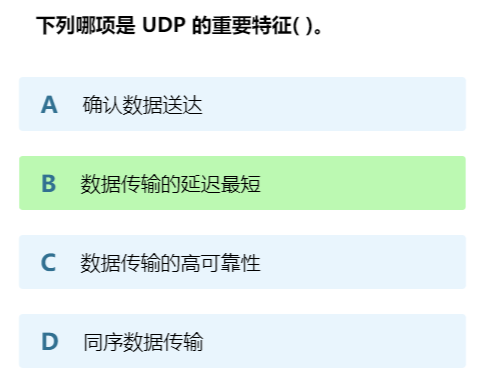 下列哪项是 UDP 的重要特征( )。
A 确认数据送达
B 数据传输的延迟最短
C 数据传输的高可靠性
D 同序数据传输